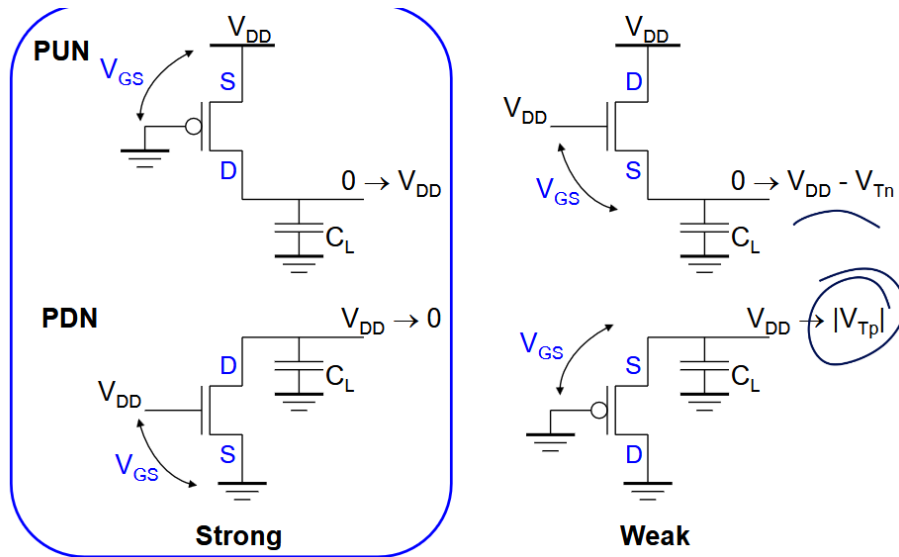 V_DD V_DD
PUN
V_GS S D
V_DD
D S
0 → V_DD 0 → V_DD - V_Tn
V_GS
C_L C_L
PDN V_DD → 0 V_DD → |V_Tp|
V_GS
D S
C_L C_L
V_DD
S D
V_GS
Strong Weak